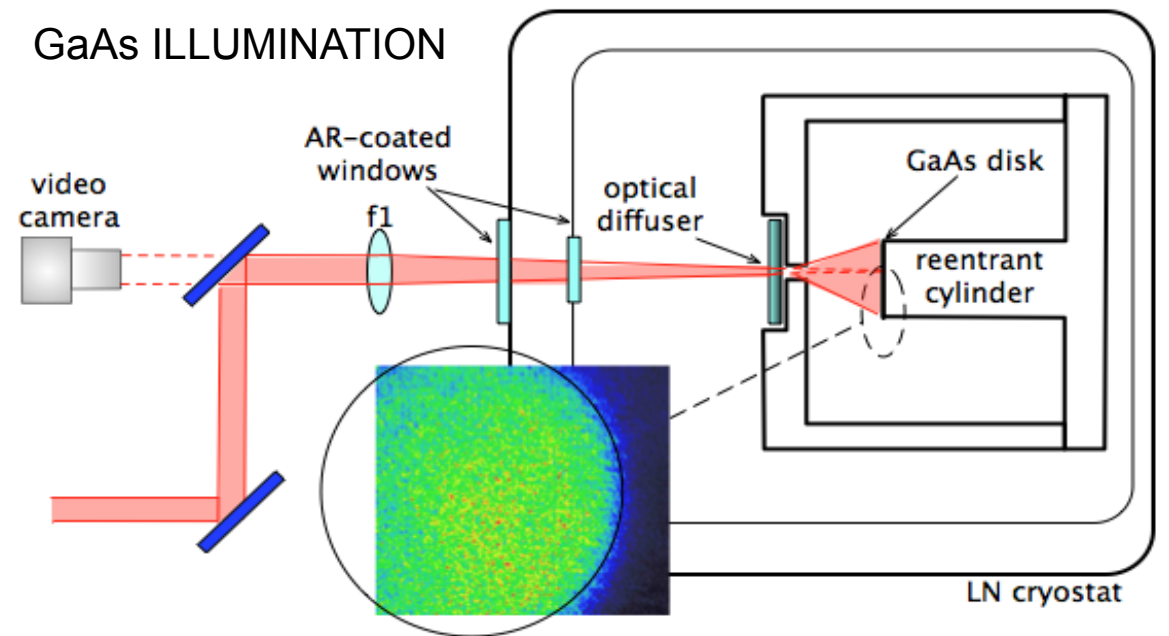 GaAs ILLUMINATION
AR-coated
windows
GaAs disk
video
camera
f1
optical
diffuser
reentrant
cylinder
LN cryostat